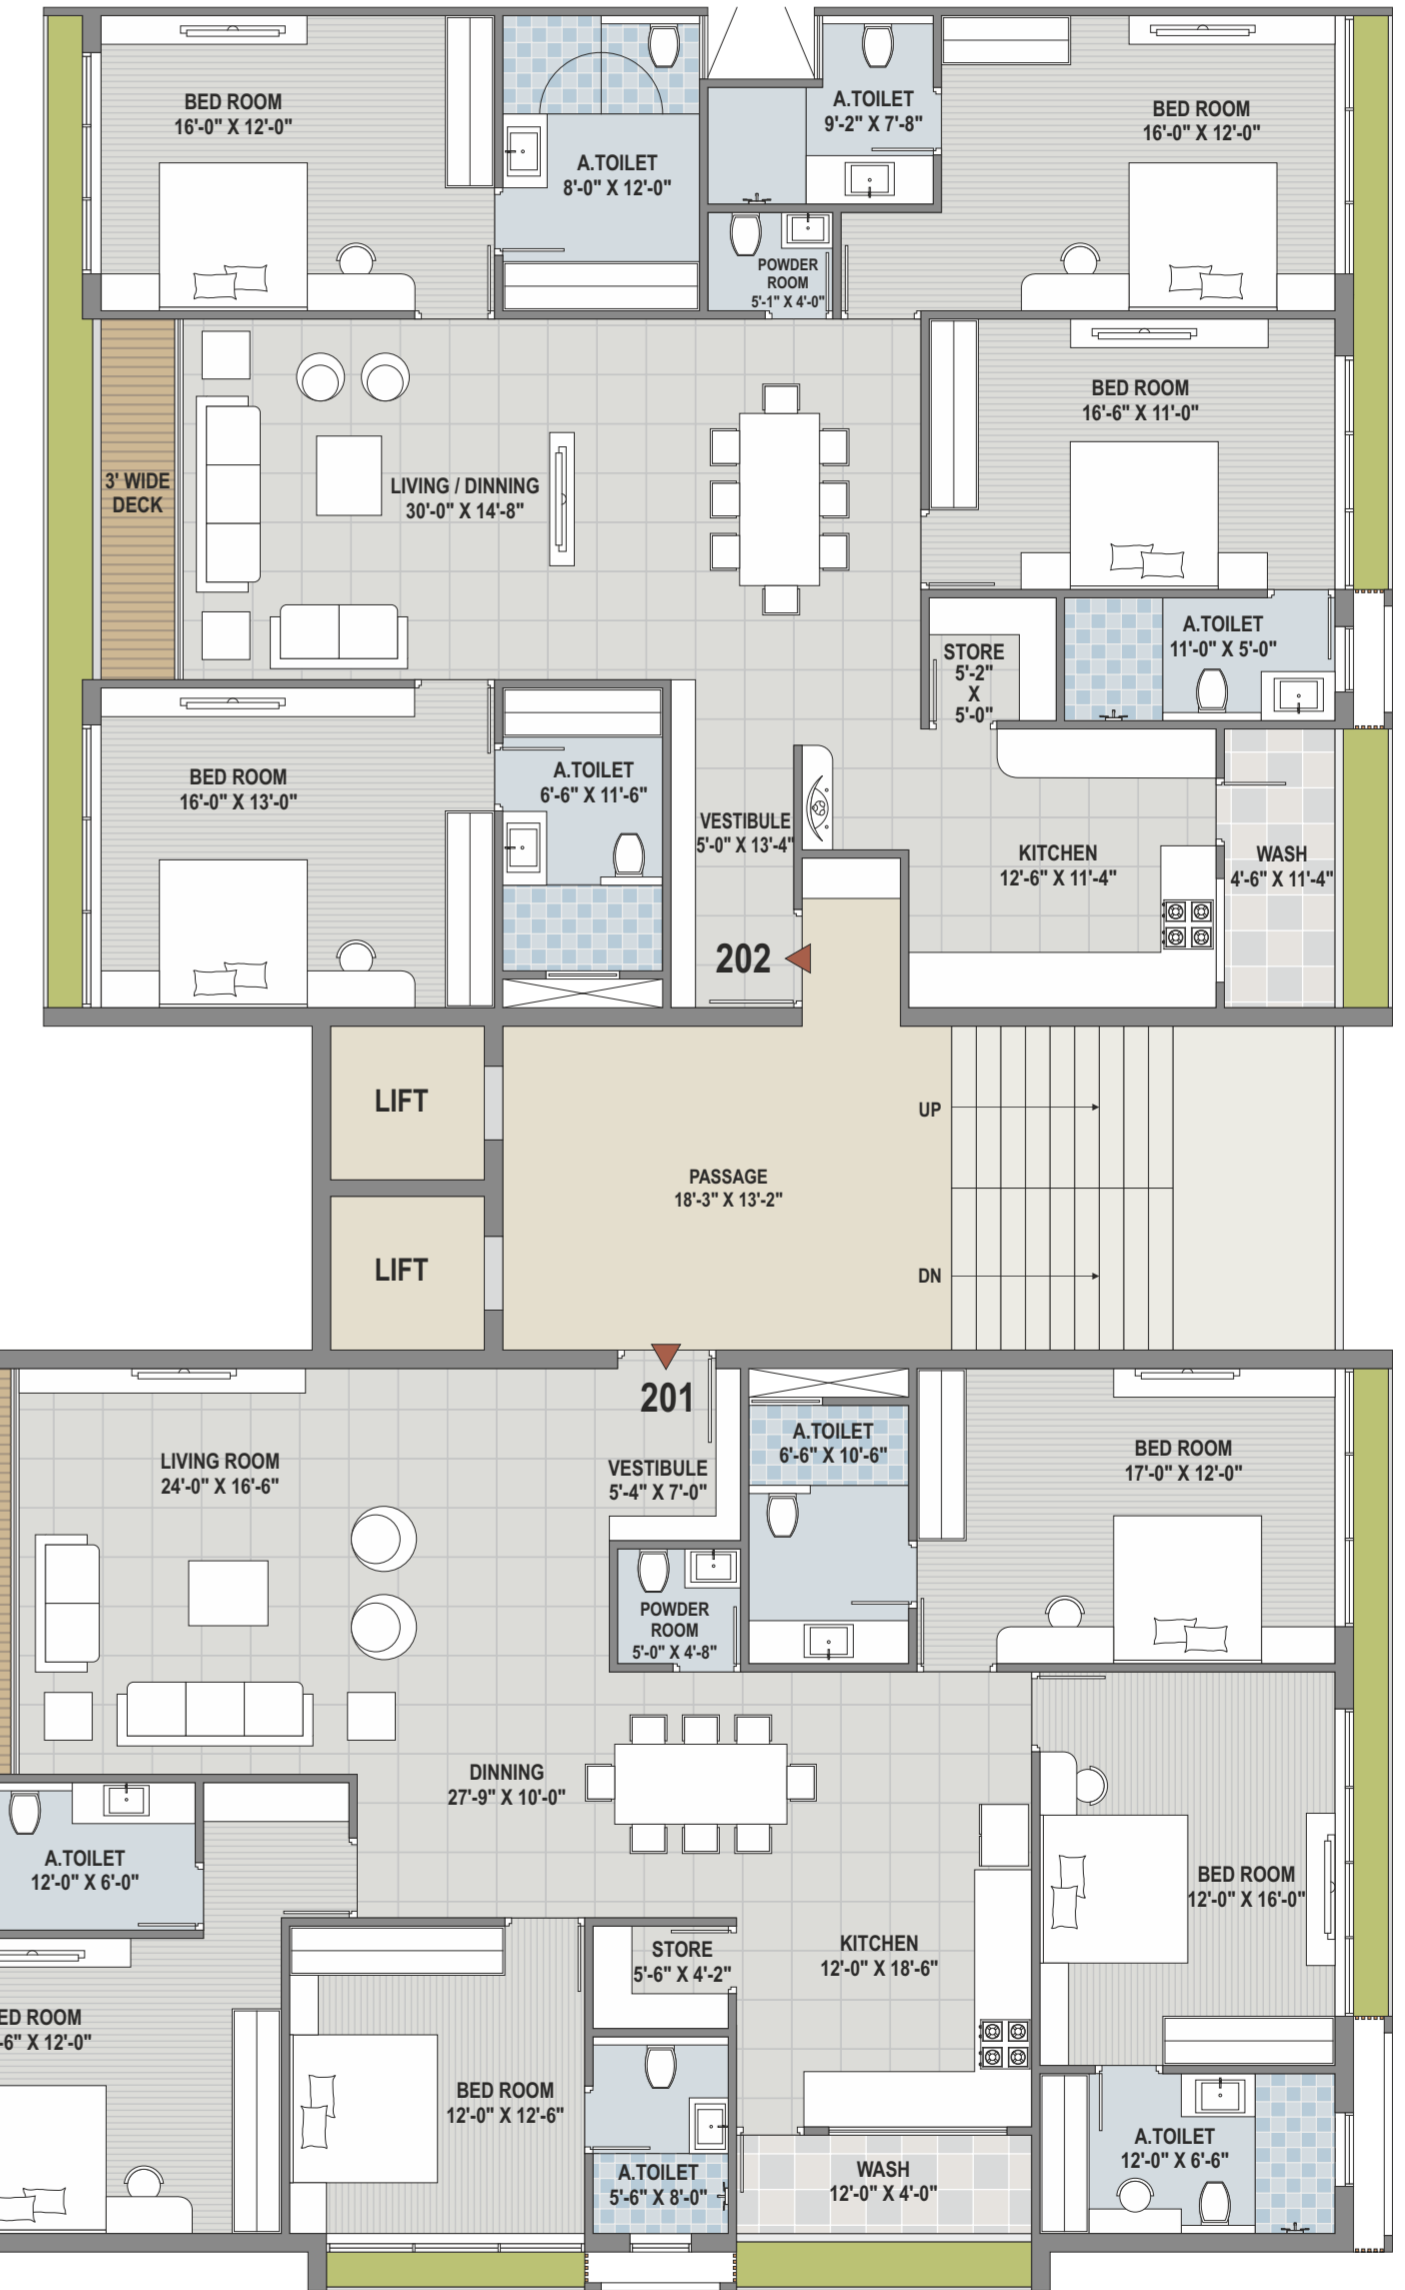 BED ROOM
16'-0" X 12'-0"
A.TOILET
8'-0" X 12'-0"
A.TOILET
9'-2" X 7'-8"
BED ROOM
16'-0" X 12'-0"
POWDER
ROOM
5'-1" X 4'-0"
BED ROOM
16'-6" X 11'-0"
3' WIDE
DECK
LIVING / DINNING
30'-0" X 14'-8"
A.TOILET
11'-0" X 5'-0"
STORE
5'-2"
X
5'-0"
BED ROOM
16'-0" X 13'-0"
A.TOILET
6'-6" X 11'-6"
VESTIBULE
5'-0" X 13'-4"
KITCHEN
12'-6" X 11'-4"
WASH
4'-6" X 11'-4"
202
LIFT
UP
PASSAGE
18'-3" X 13'-2"
LIFT
DN
201
LIVING ROOM
24'-0" X 16'-6"
VESTIBULE
5'-4" X 7'-0"
A.TOILET
6'-6" X 10'-6"
BED ROOM
17'-0" X 12'-0"
POWDER
ROOM
5'-0" X 4'-8"
DINNING
27'-9" X 10'-0"
A.TOILET
12'-0" X 6'-0"
BED ROOM
12'-0" X 16'-0"
STORE
5'-6" X 4'-2"
KITCHEN
12'-0" X 18'-6"
ED ROOM
-6" X 12'-0"
BED ROOM
12'-0" X 12'-6"
A.TOILET
5'-6" X 8'-0"
WASH
12'-0" X 4'-0"
A.TOILET
12'-0" X 6'-6"